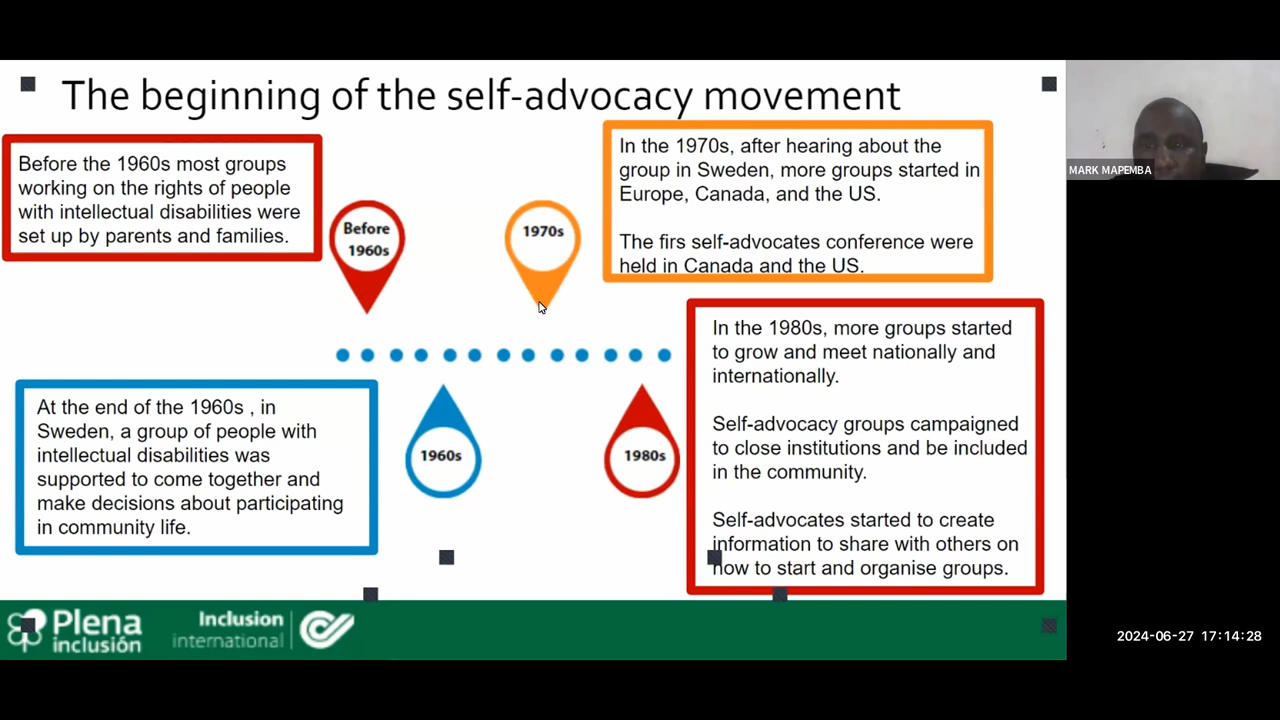 The beginning of the self-advocacy movement
Before the 1960s most groups
working on the rights of people
with intellectual disabilities were
set up by parents and families.
Before
1960s
1970s
In the 1970s, after hearing about the
group in Sweden, more groups started in
Europe, Canada, and the US.
The firs self-advocates conference were
held in Canada and the US.
MARK MAPEMBA
At the end of the 1960s , in
Sweden, a group of people with
intellectual disabilities was
supported to come together and
make decisions about participating
in community life.
1960s
1980s
In the 1980s, more groups started
to grow and meet nationally and
internationally.
Self-advocacy groups campaigned
to close institutions and be included
in the community.
Self-advocates started to create
information to share with others on
how to start and organise groups.
Plena
inclusión
Inclusion
international
2024-06-27 17:14:28